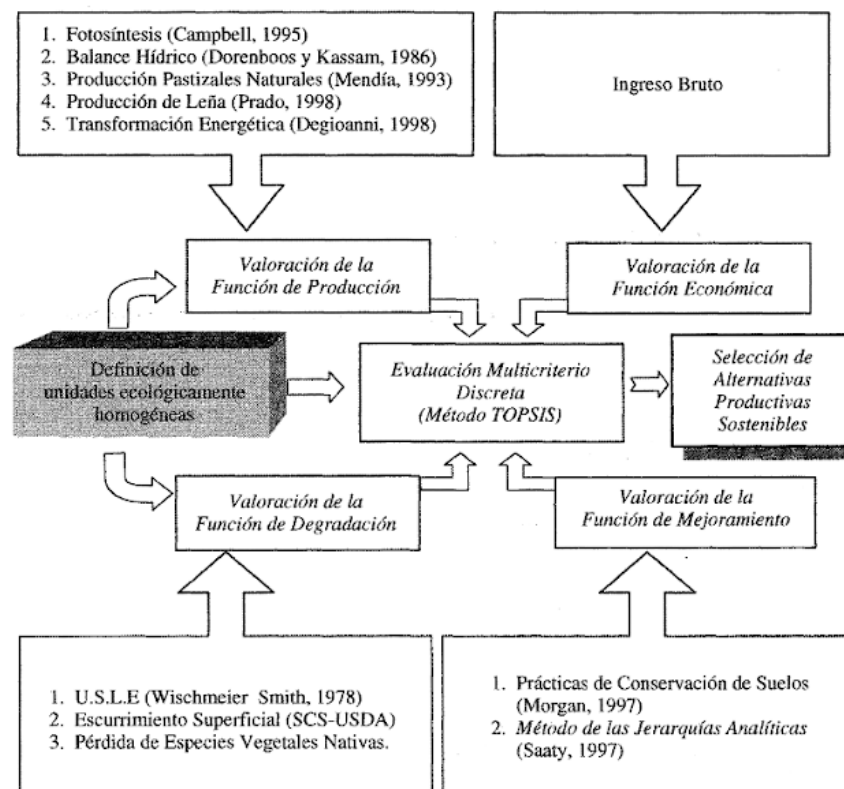 1. Fotosíntesis (Campbell, 1995)
2. Balance Hídrico (Dorenboos y Kassam, 1986)
3. Producción Pastizales Naturales (Mendía, 1993)
4. Producción de Leña (Prado, 1998)
5. Transformación Energética (Degioanni, 1998)
Ingreso Bruto
Valoración de la
Función de Producción
Valoración de la
Función Económica
Definición de
unidades ecológicamente
homogéneas
Evaluación Multicriterio
Discreta
(Método TOPSIS)
Selección de
Alternativas
Productivas
Sostenibles
Valoración de la
Función de Degradación
Valoración de la
Función de Mejoramiento
1. U.S.L.E (Wischmeier Smith, 1978)
2. Escurrimiento Superficial (SCS-USDA)
3. Pérdida de Especies Vegetales Nativas.
1. Prácticas de Conservación de Suelos
(Morgan, 1997)
2. Método de las Jerarquías Analíticas
(Saaty, 1997)